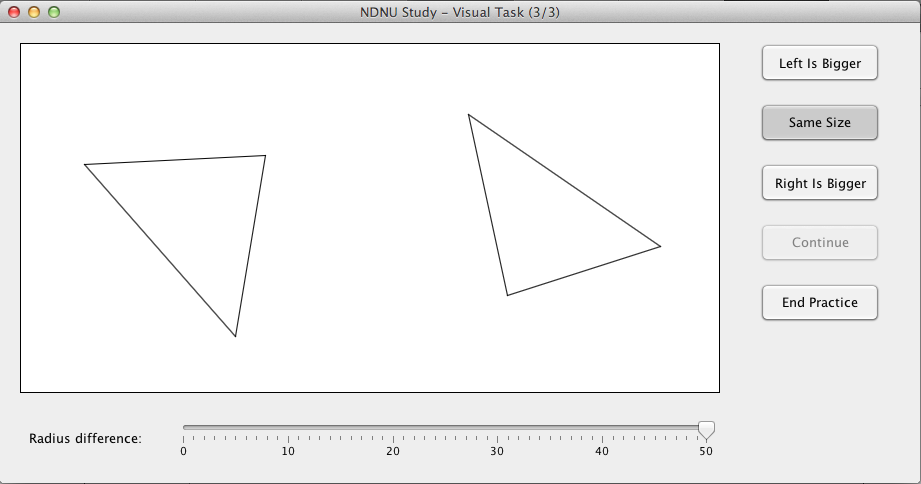 NDNU Study - Visual Task (3/3)
Left Is Bigger
Same Size
Right Is Bigger
Continue
End Practice
Radius difference:
0 10 20 30 40 50